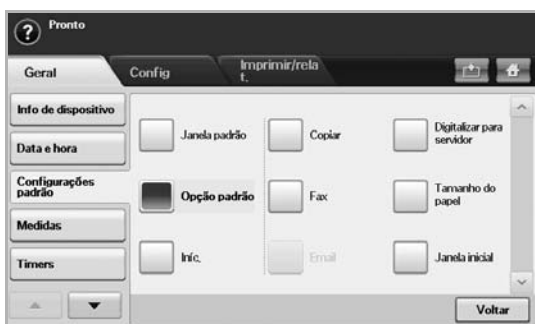 Pronto
Geral
Config
Imprimir/rela
t.
Info de dispositivo
Data e hora
Configurações
padrão
Medidas
Timers
Janela padrão
Copiar
Digitalizar para
servidor
Opção padrão
Fax
Tamanho do
papel
Iníc.
Email
Janela inicial
Voltar